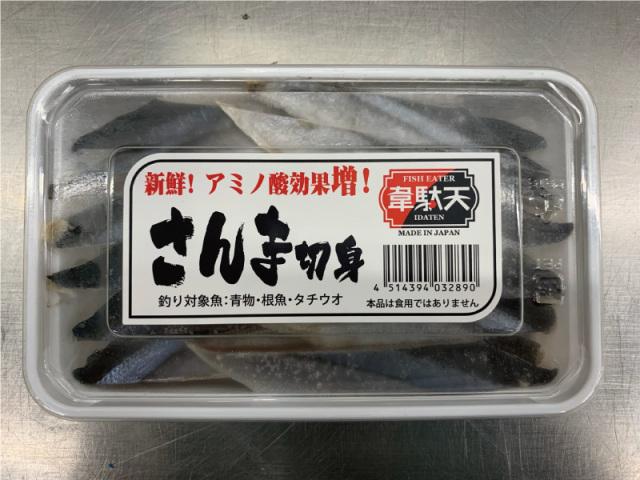 新鮮! アミノ酸効果増!
FISH EATER
韋駄天
IDATEN
MADE IN JAPAN
さんま切身
4 514394 032890
釣り対象魚:青物・根魚・タチウオ
本品は食用ではありません